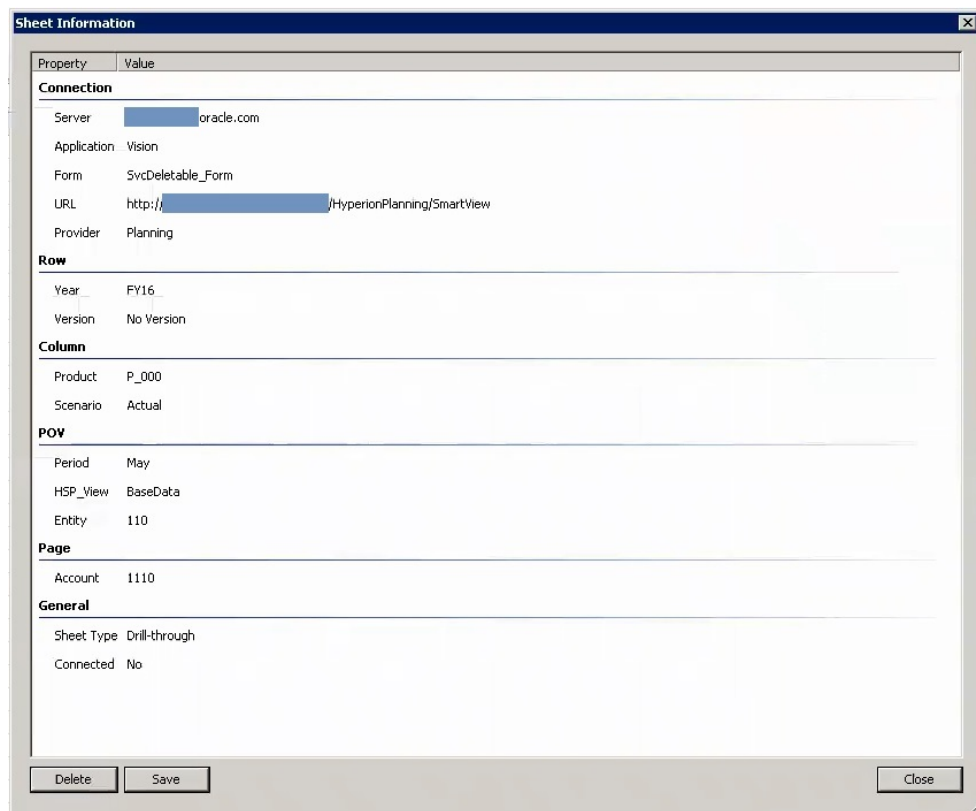 Sheet Information
Property Value
Connection
Server oracle.com
Application Vision
Form SvcDeletable_Form
URL http:/ /HyperionPlanning/SmartView
Provider Planning
Row
Year FY16
Version No Version
Column
Product P_000
Scenario Actual
POV
Period May
HSP_View BaseData
Entity 110
Page
Account 1110
General
Sheet Type Drill-through
Connected No
Delete Save Close